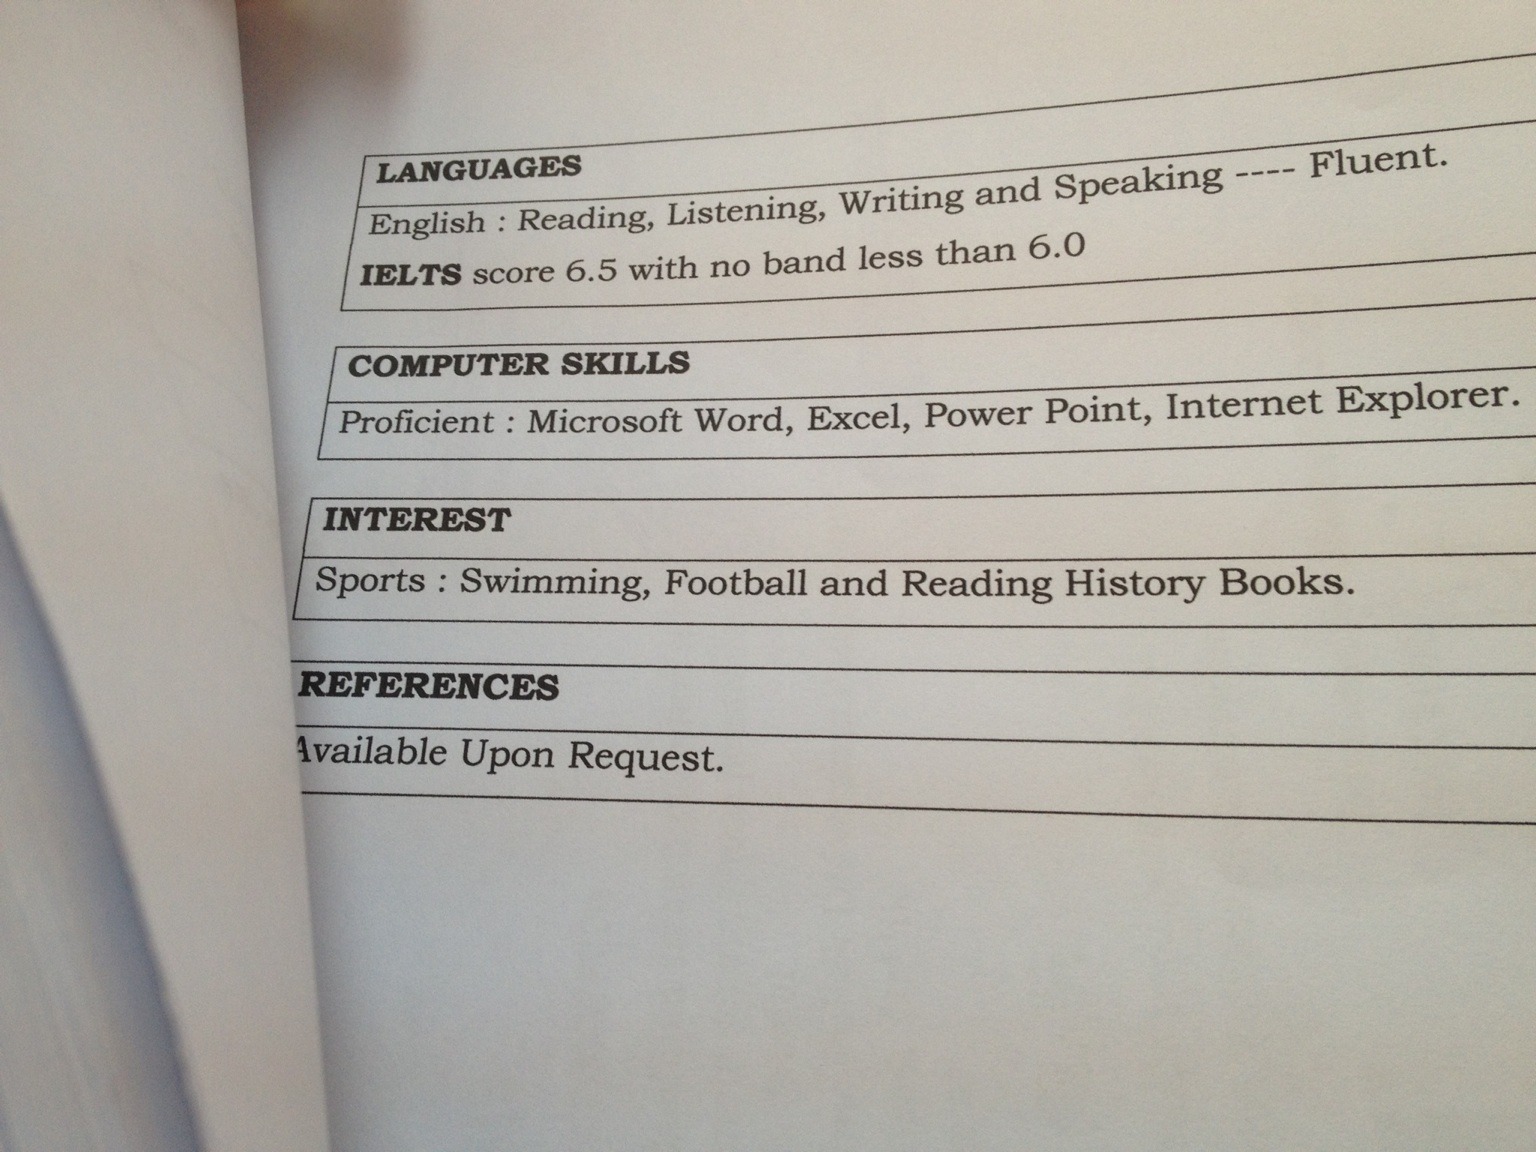 LANGUAGES
English : Reading, Listening, Writing and Speaking ---- Fluent.
IELTS score 6.5 with no band less than 6.0
COMPUTER SKILLS
Proficient : Microsoft Word, Excel, Power Point, Internet Explorer.
INTEREST
Sports : Swimming, Football and Reading History Books.
REFERENCES
Available Upon Request.